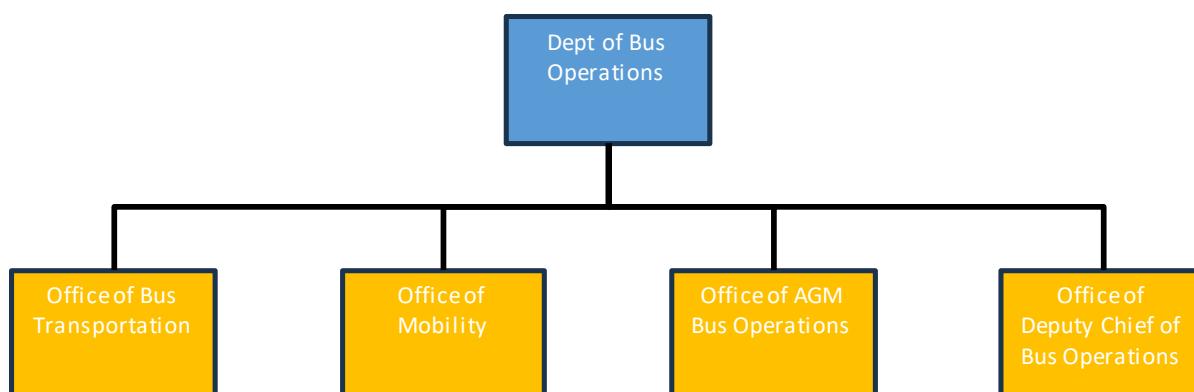 Dept of Bus
Operations
Office of Bus
Transportation
Office of
Mobility
Office of AGM
Bus Operations
Office of
Deputy Chief of
Bus Operations